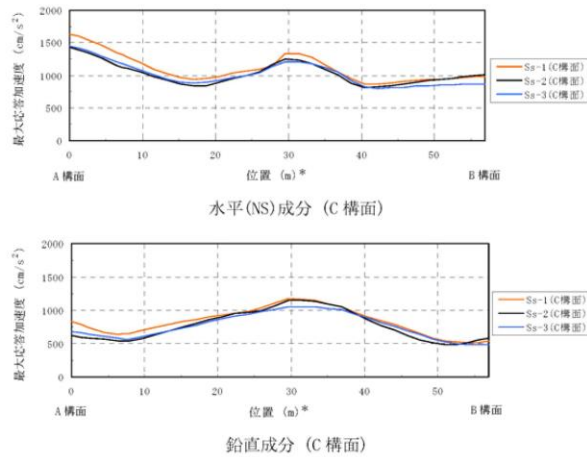 2000
1500
1000
500
0
最大応答加速度 (cm/s²)
0 10 20 30 40 50
A構面 位置 (m)* B構面
Ss-1(C構面)
Ss-2(C構面)
Ss-3(C構面)
水平(NS)成分 (C構面)
2000
1500
1000
500
0
最大応答加速度 (cm/s²)
0 10 20 30 40 50
A構面 位置 (m)* B構面
Ss-1(C構面)
Ss-2(C構面)
Ss-3(C構面)
鉛直成分 (C構面)